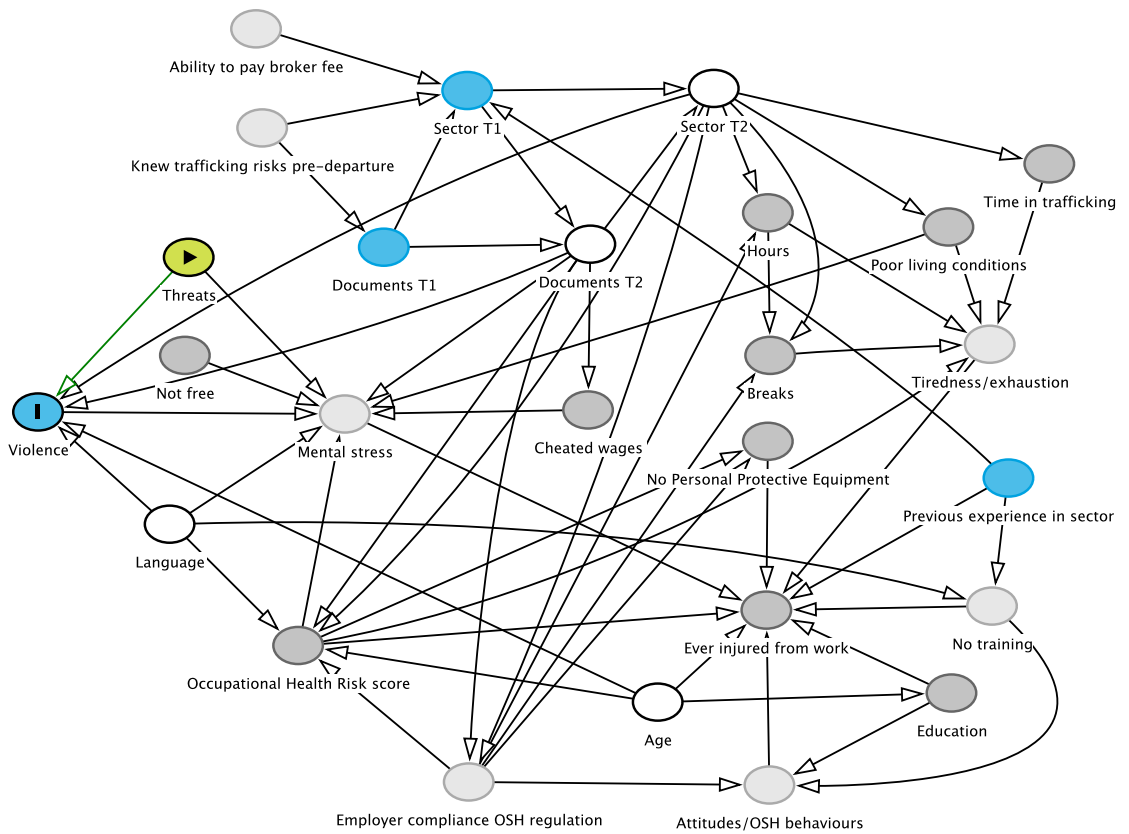 Ability to pay broker fee
Sector T1
Sector T2
Knew trafficking risks pre-departure
Time in trafficking
Hours
Poor living conditions
Documents T1
Documents T2
Threats
Tiredness/exhaustion
Not free
Breaks
Violence
Mental stress
Cheated wages
No Personal Protective Equipment
Previous experience in sector
Language
Ever injured from work
No training
Occupational Health Risk score
Education
Age
Employer compliance OSH regulation
Attitudes/OSH behaviours